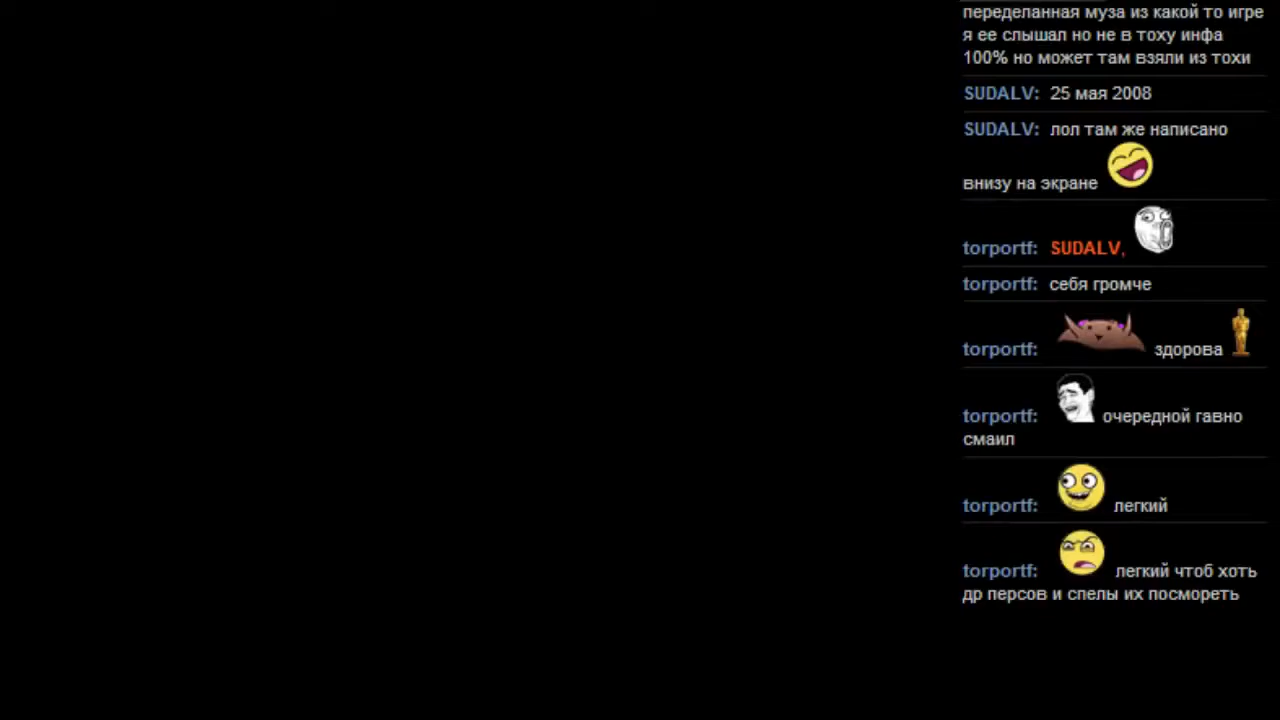 переделанная муза из какой то игре
я ее слышал но не в тоху инфа
100% но может там взяли из тохи
SUDALV: 25 мая 2008
SUDALV: лол там же написано
внизу на экране
torportf: SUDALV,
torportf: себя громче
torportf: здорова
torportf: очередной гавно
смаил
torportf: легкий
torportf: легкий чтоб хоть
др персов и спелы их посмореть